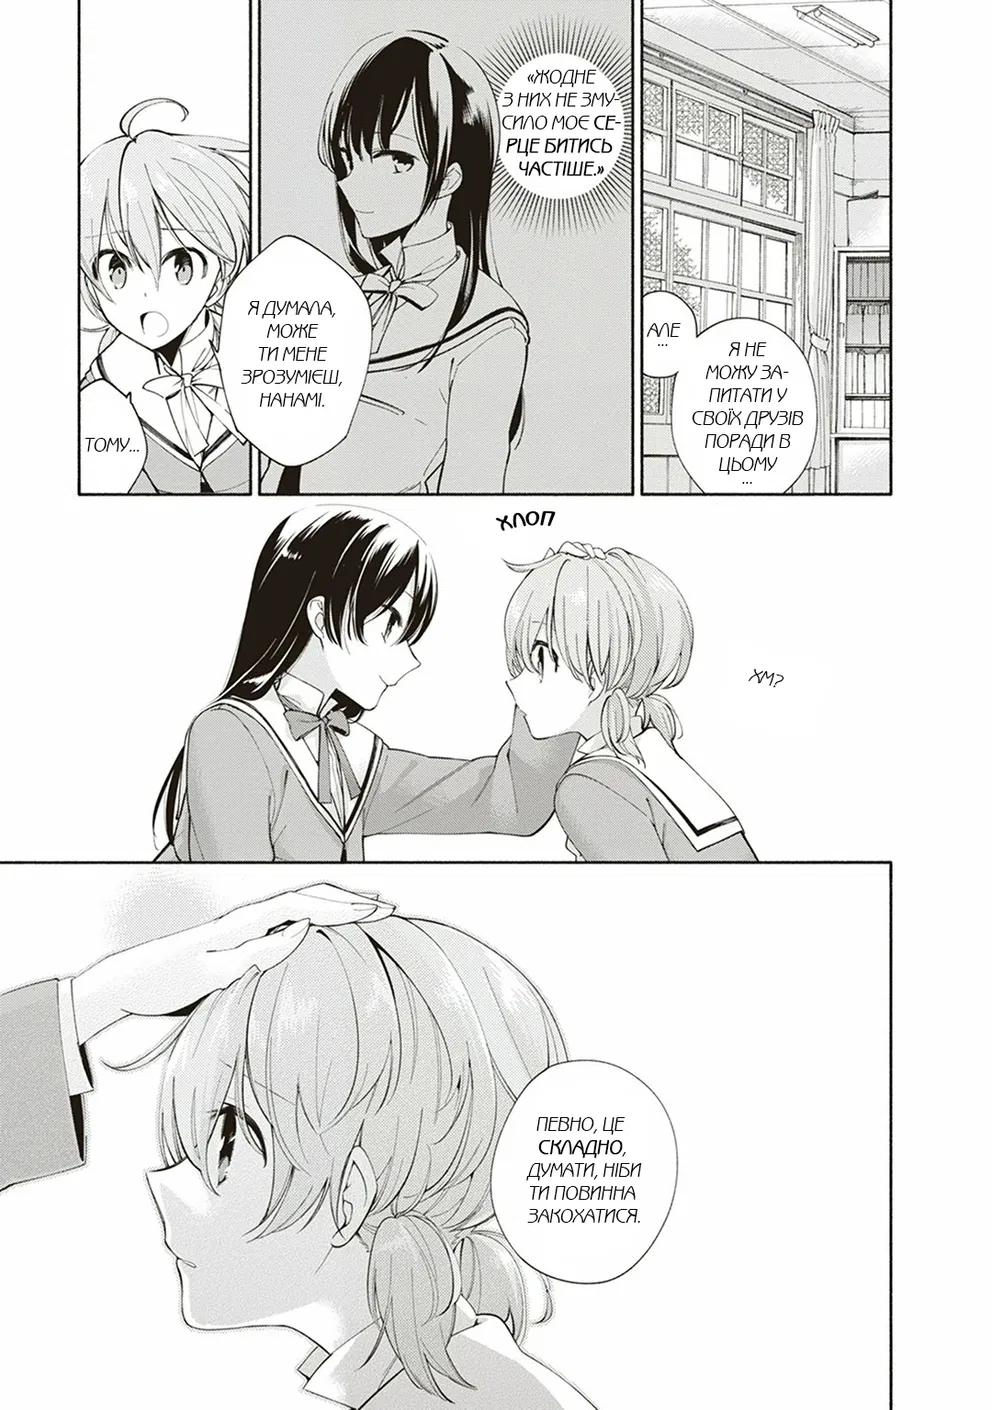 АЛЕ
...
Я НЕ
МОЖУ ЗА-
ПИТАТИ У
СВОЇХ ДРУЗІВ
ПОРАДИ В
ЦЬОМУ
...
«ЖОДНЕ
З НИХ НЕ ЗМУ-
СИЛО МОЄ СЕ-
РЦЕ БИТИСЬ
ЧАСТІШЕ.»
Я ДУМАЛА,
МОЖЕ
ТИ МЕНЕ
ЗРОЗУМІЄШ,
НАНАМІ.
ТОМУ...
ХЛОП
ХМ?
ПЕВНО, ЦЕ
СКЛАДНО,
ДУМАТИ, НІБИ
ТИ ПОВИННА
ЗАКОХАТИСЯ.